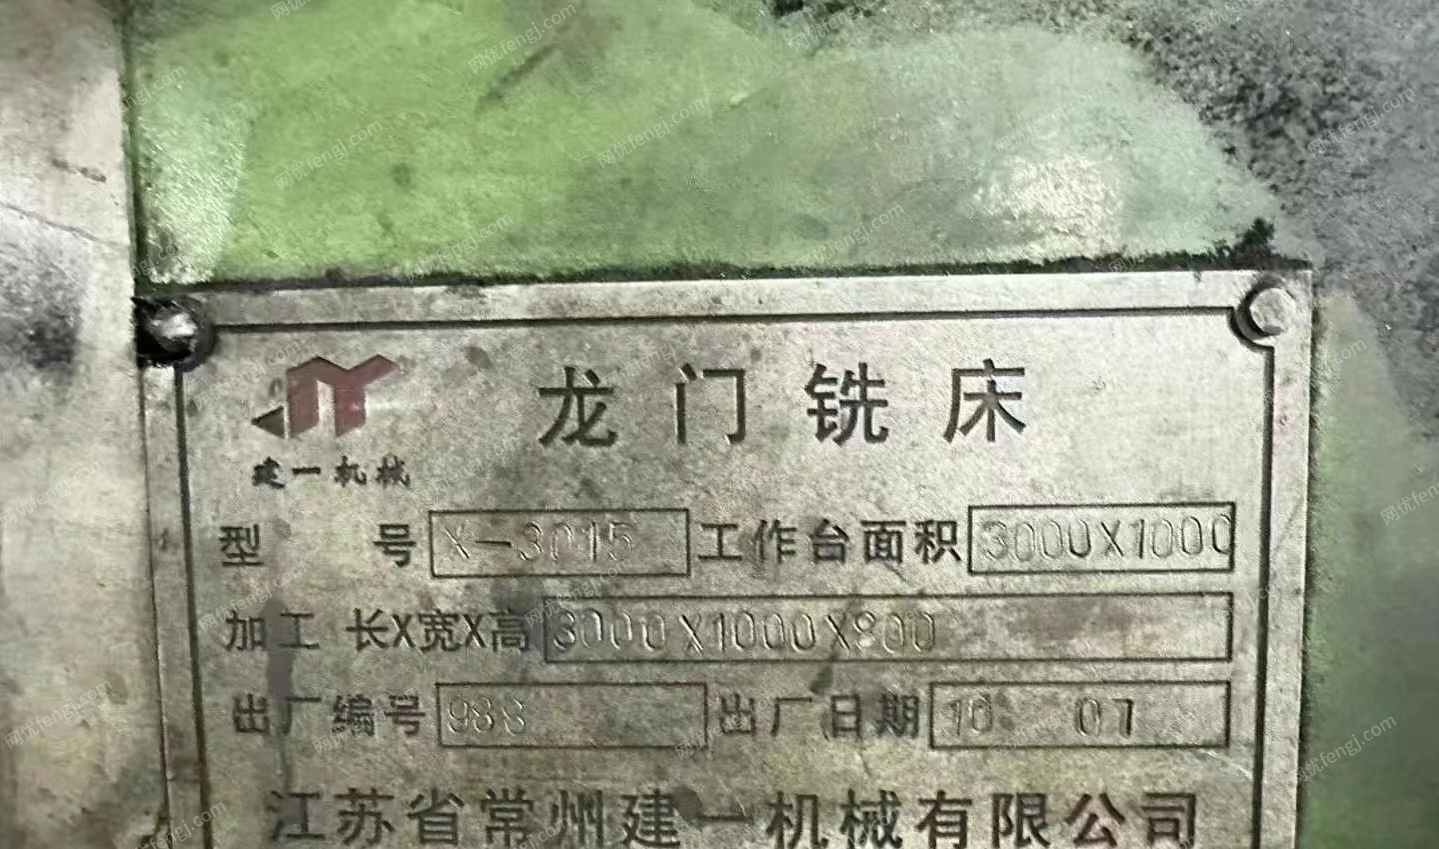 龙门铣床
建一机械
型 号 X-3015 工作台面积 3000X1000
加工 长X宽X高 3000X1000X800
出厂编号 988 出厂日期 10 07
江苏省常州建一机械有限公司